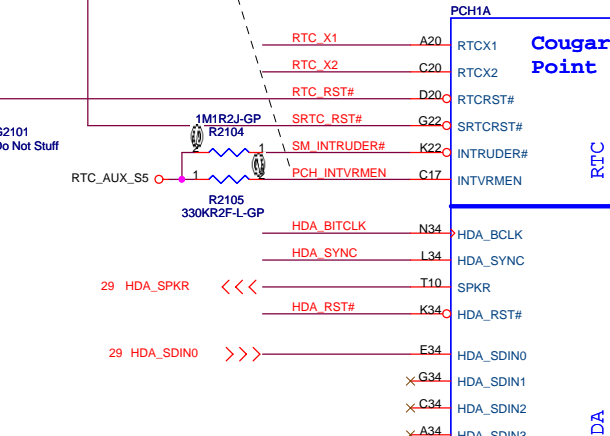 PCH1A
RTC_X1 A20 RTCX1 Cougar
RTC_X2 C20 RTCX2 Point
RTC_RST# D20 RTCRST#
1M1R2J-GP SRTC_RST# G22 SRTCRST#
R2104
Do Not Stuff
2 1 SM_INTRUDER# K22 INTRUDER#
RTC
RTC_AUX_S5 1 2 PCH_INTVRMEN C17 INTVRMEN
R2105
330KR2F-L-GP
HDA_BITCLK N34 HDA_BCLK
HDA_SYNC L34 HDA_SYNC
29 HDA_SPKR T10 SPKR
HDA_RST# K34 HDA_RST#
29 HDA_SDIN0 E34 HDA_SDIN0
G34 HDA_SDIN1
C34 HDA_SDIN2
A34 HDA_SDIN3